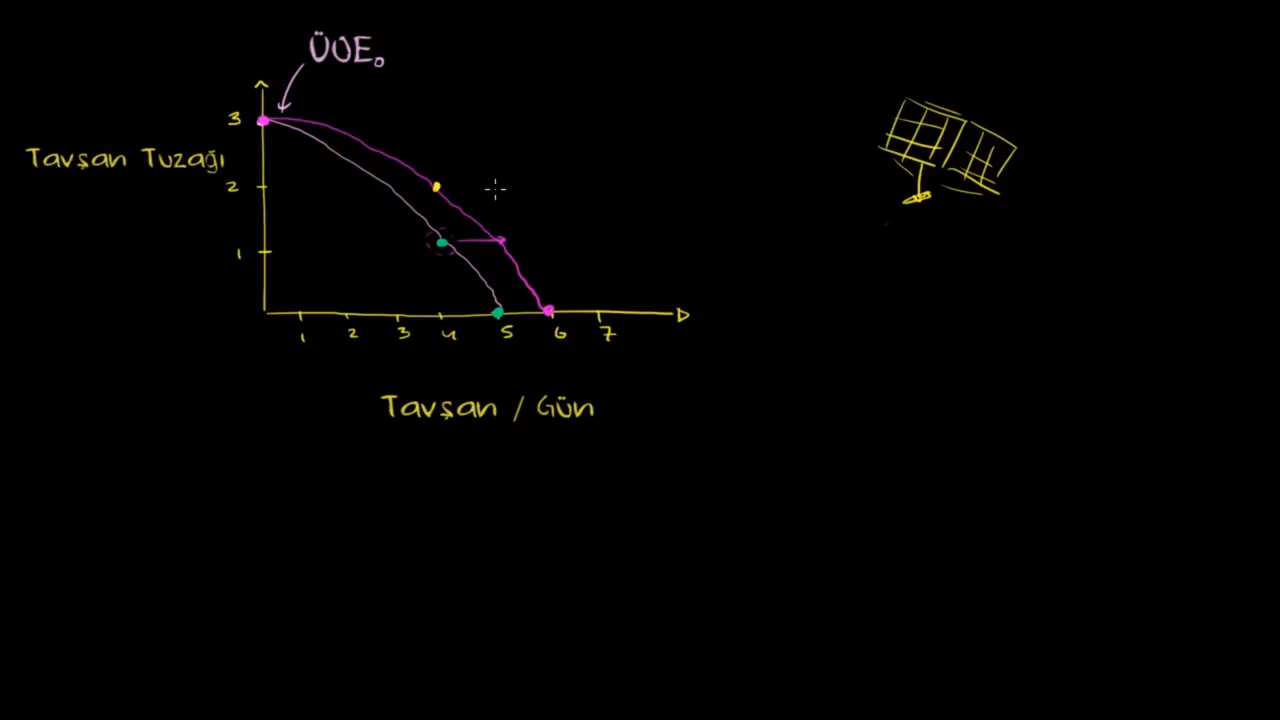 ÜOE₀
3
Tavşan Tuzağı
2
1
1 2 3 4 5 6 7
Tavşan / Gün